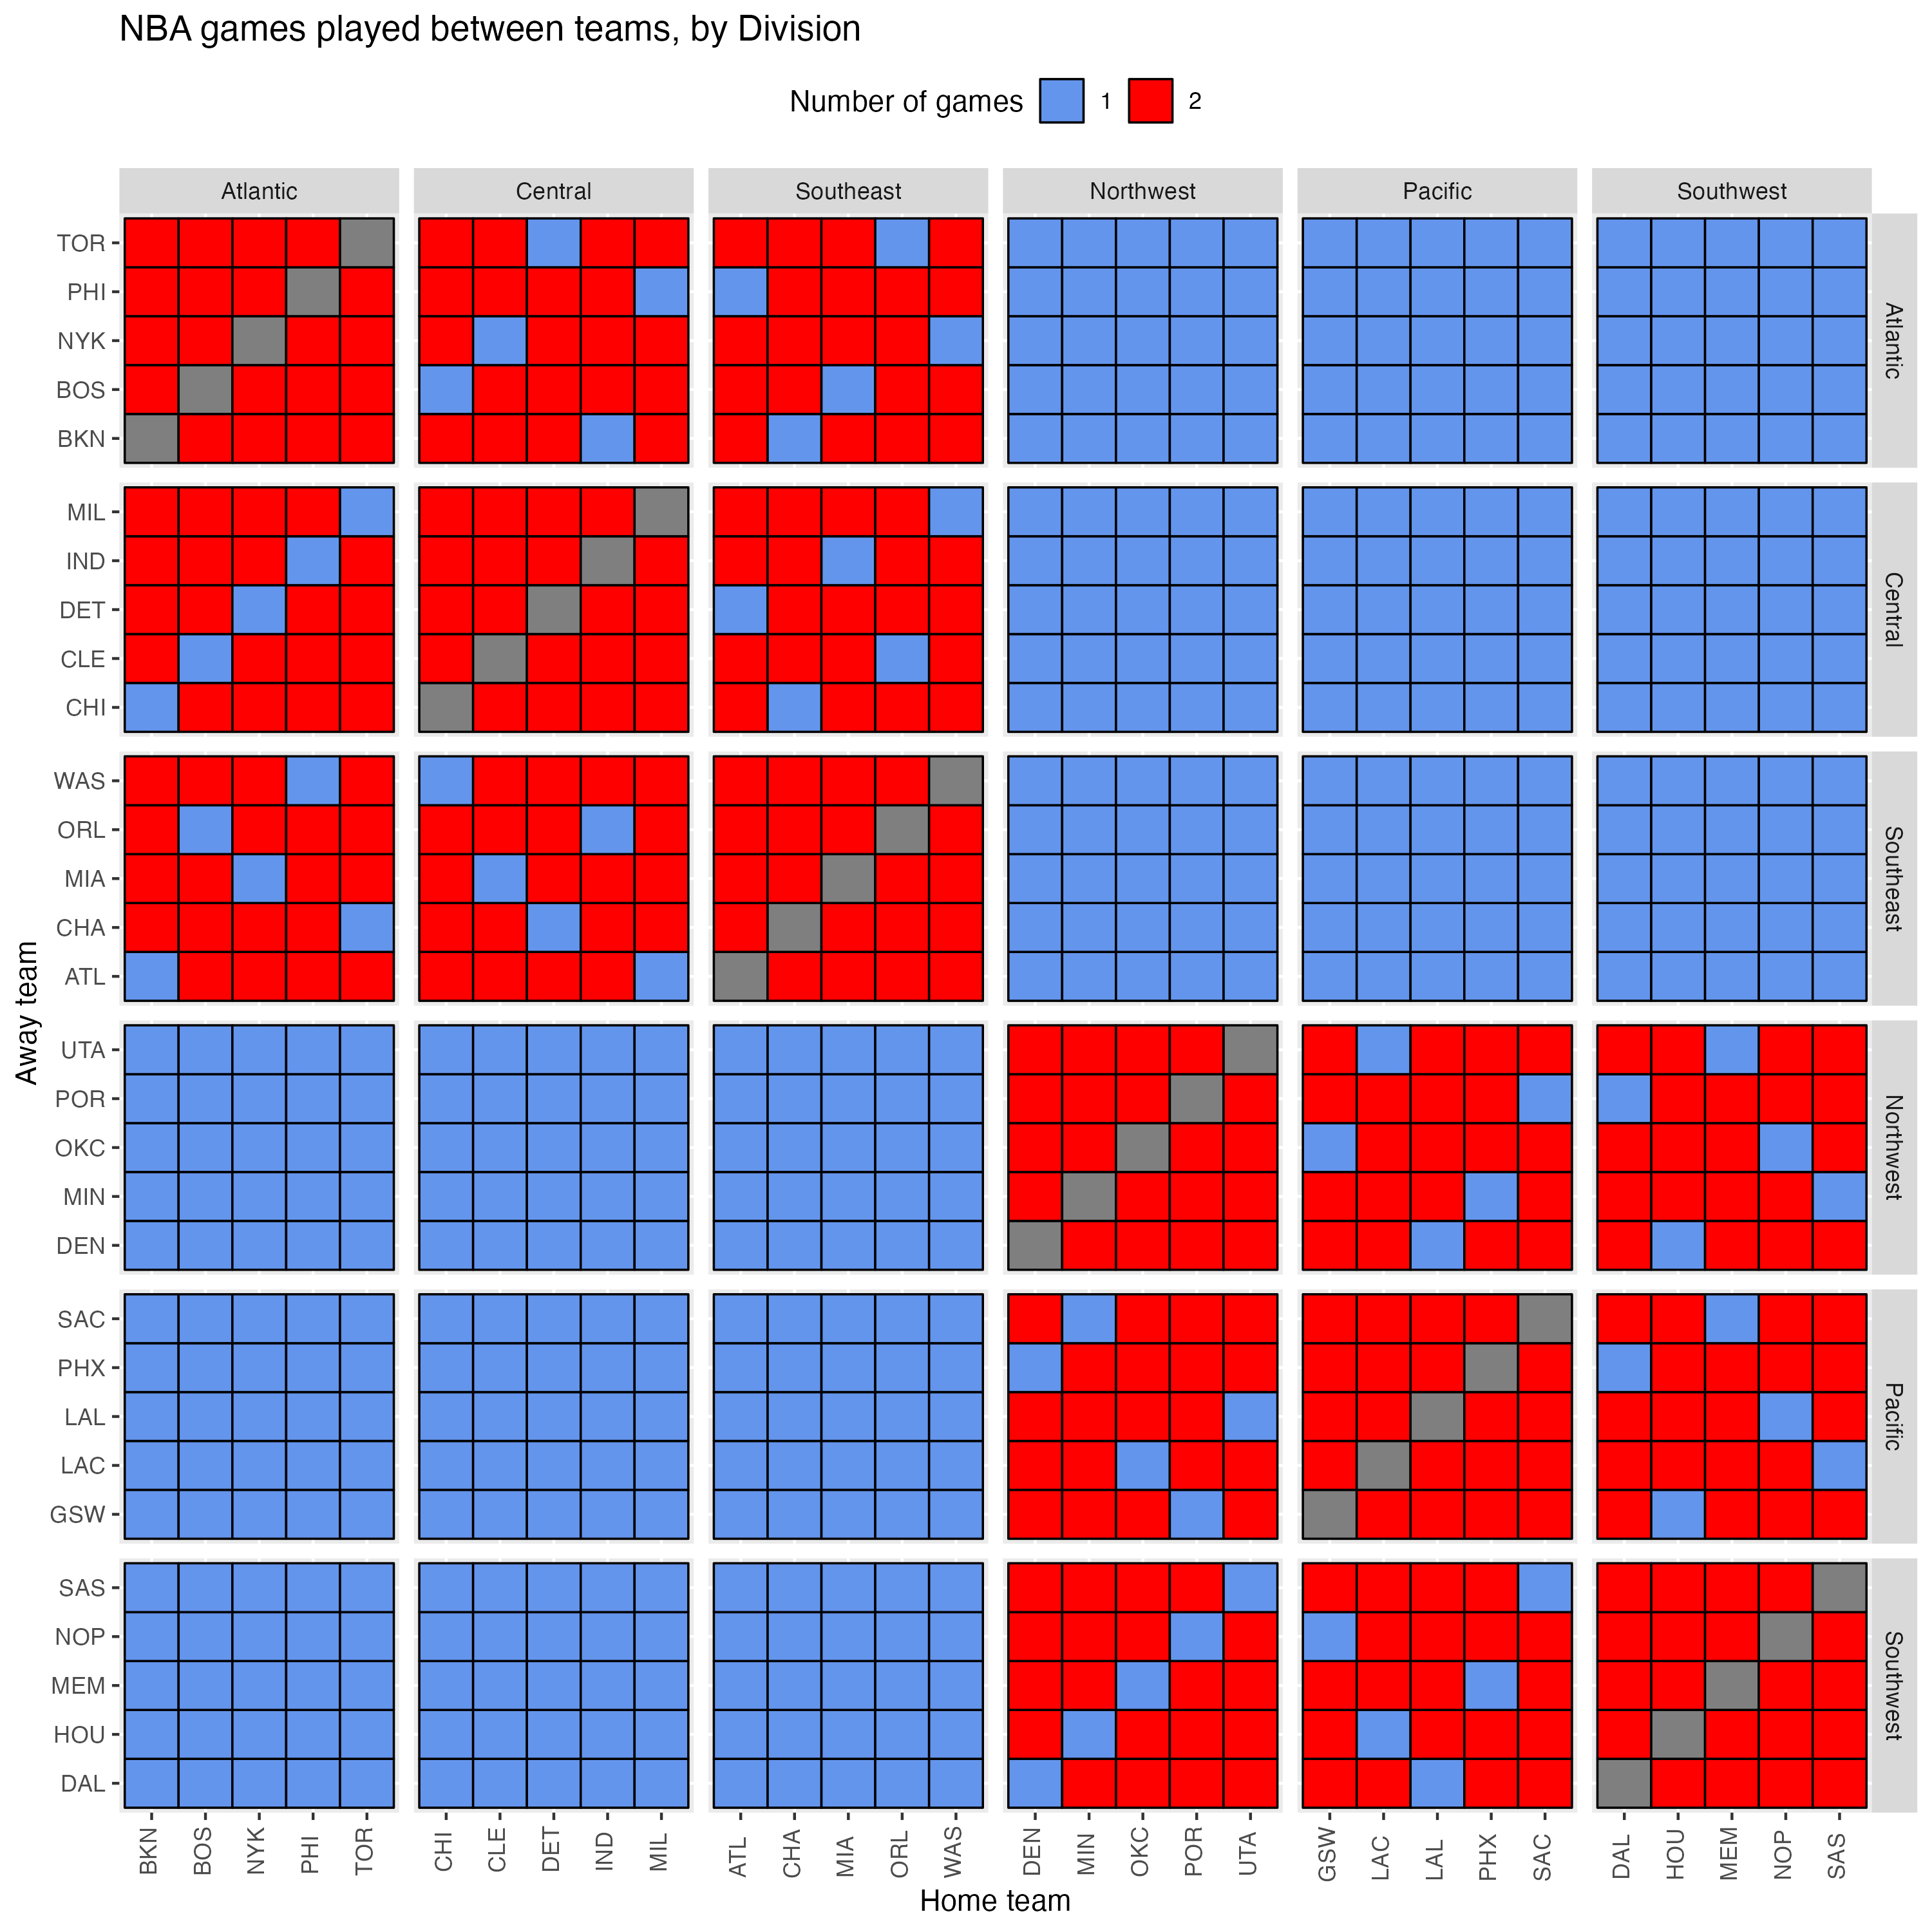 NBA games played between teams, by Division
Number of games 1 2
Atlantic Central Southeast Northwest Pacific Southwest
TOR
PHI
NYK
BOS
BKN
Atlantic
MIL
IND
DET
CLE
CHI
Central
WAS
ORL
MIA
CHA
ATL
Southeast
UTA
POR
OKC
MIN
DEN
Northwest
SAC
PHX
LAL
LAC
GSW
Pacific
SAS
NOP
MEM
HOU
DAL
Southwest
Away team
BKN BOS NYK PHI TOR CHI CLE DET IND MIL ATL CHA MIA ORL WAS DEN MIN OKC POR UTA GSW LAC LAL PHX SAC DAL HOU MEM NOP SAS
Home team